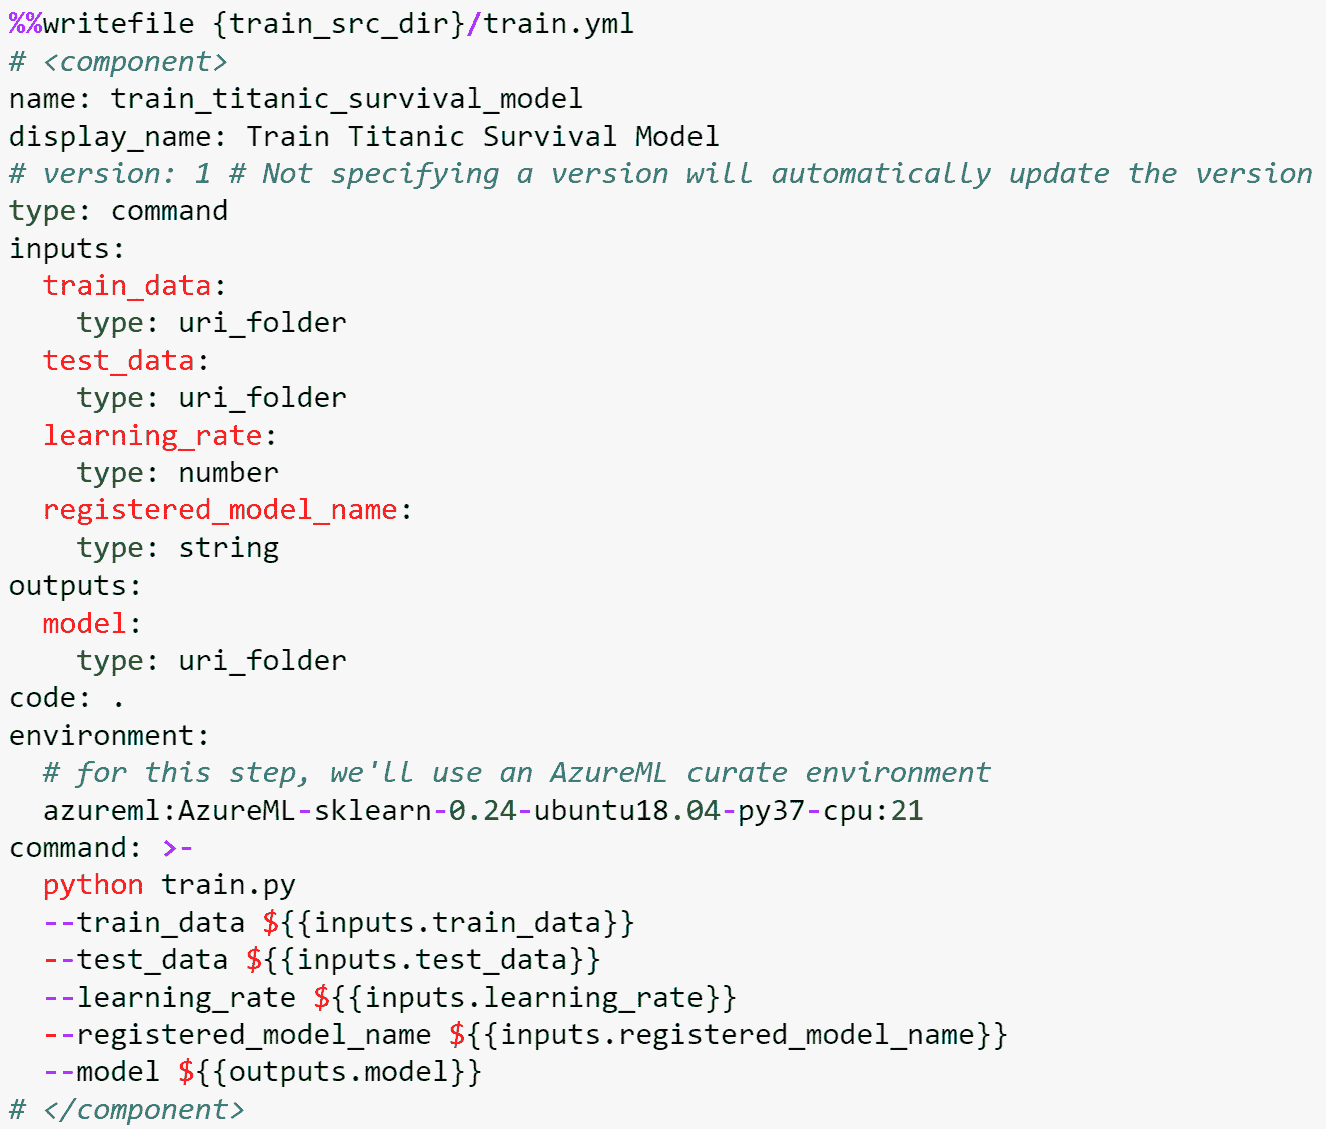 %%writefile {train_src_dir}/train.yml
# <component>
name: train_titanic_survival_model
display_name: Train Titanic Survival Model
# version: 1 # Not specifying a version will automatically update the version
type: command
inputs:
  train_data:
    type: uri_folder
  test_data:
    type: uri_folder
  learning_rate:
    type: number
  registered_model_name:
    type: string
outputs:
  model:
    type: uri_folder
code: .
environment:
  # for this step, we'll use an AzureML curate environment
  azureml:AzureML-sklearn-0.24-ubuntu18.04-py37-cpu:21
command: >-
  python train.py
  --train_data ${{inputs.train_data}}
  --test_data ${{inputs.test_data}}
  --learning_rate ${{inputs.learning_rate}}
  --registered_model_name ${{inputs.registered_model_name}}
  --model ${{outputs.model}}
# </component>